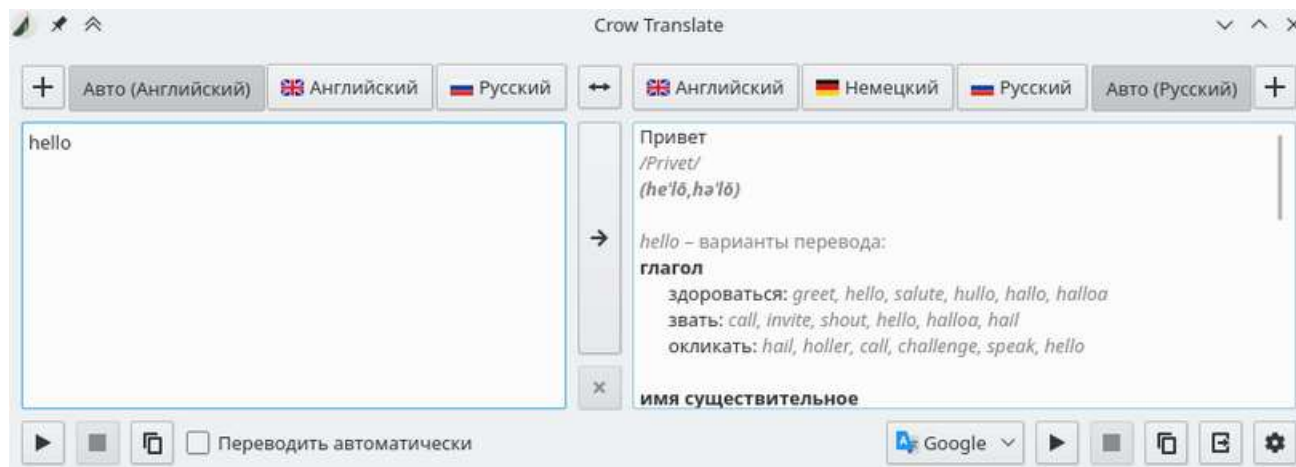 Crow Translate
Авто (Английский) Английский Русский Английский Немецкий Русский Авто (Русский)
hello
Привет
/Privet/
(heˈlō,həˈlō)
hello – варианты перевода:
глагол
здороваться: greet, hello, salute, hullo, hallo, halloa
звать: call, invite, shout, hello, halloa, hail
окликать: hail, holler, call, challenge, speak, hello
имя существительное
Переводить автоматически Google